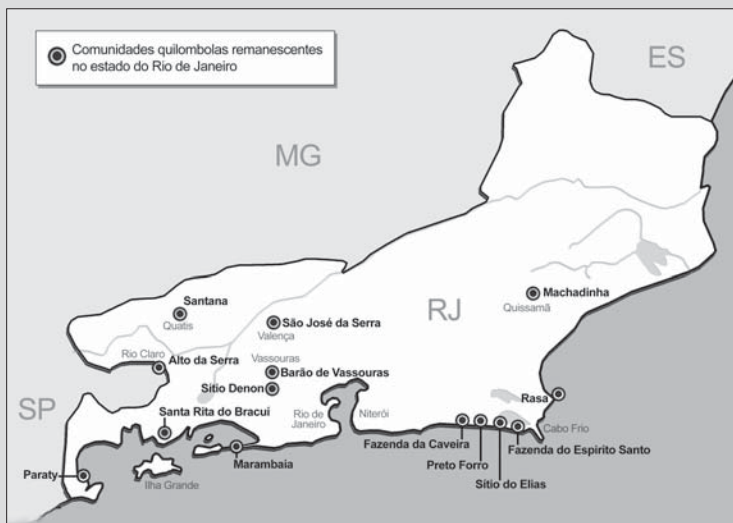 Comunidades quilombolas remanescentes
no estado do Rio de Janeiro
ES
MG
Santana
Quatis
São José da Serra
Valença
RJ
Machadinha
Quissamã
Rio Claro
Alto da Serra
Vassouras
Barão de Vassouras
Sítio Denon
SP
Santa Rita do Bracui
Rio de
Janeiro
Niterói
Rasa
Cabo Frio
Fazenda da Caveira
Fazenda do Espirito Santo
Preto Forro
Sítio do Elias
Marambaia
Paraty
Ilha Grande